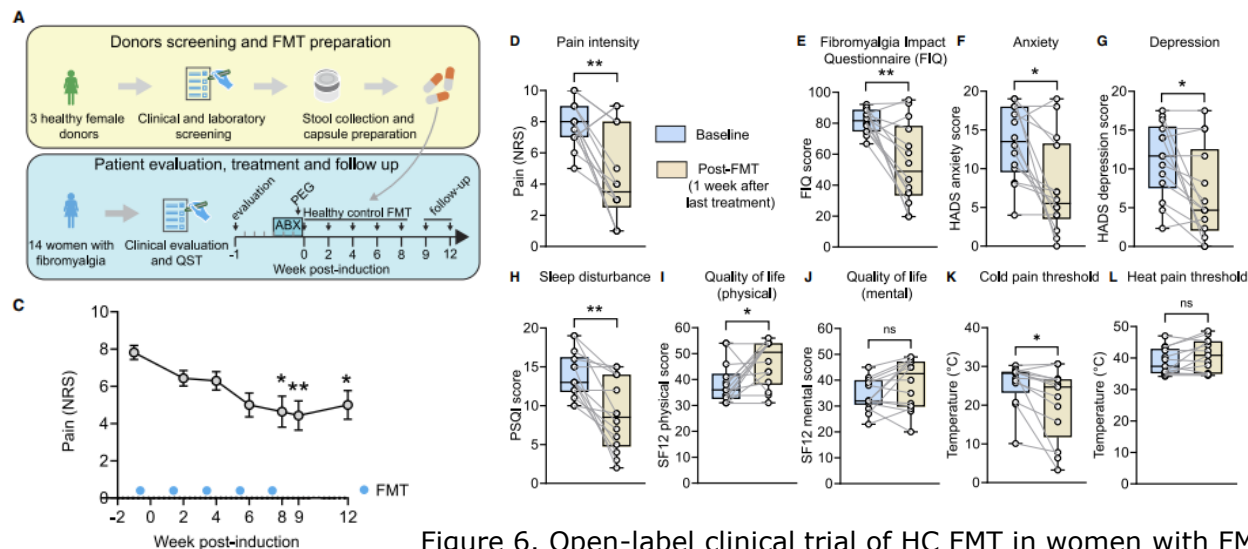 A
Donors screening and FMT preparation
3 healthy female
donors
Clinical and laboratory
screening
Stool collection and
capsule preparation
Patient evaluation, treatment and follow up
14 women with
fibromyalgia
Clinical evaluation
and QST
evaluation
PEG
ABX
Healthy control FMT
follow-up
-1 0 2 4 6 8 9 12
Week post-induction
C
Pain (NRS)
10
8
6
4
2
0
* ** *
FMT
-2 0 2 4 6 8 9 12
Week post-induction
D Pain intensity
**
Pain (NRS)
10
8
6
4
2
0
Baseline
Post-FMT
(1 week after
last treatment)
E Fibromyalgia Impact
Questionnaire (FIQ)
**
FIQ score
100
80
60
40
20
0
F Anxiety
*
HADS anxiety score
20
15
10
5
0
G Depression
*
HADS depression score
20
15
10
5
0
H Sleep disturbance
**
PSQI score
20
15
10
5
0
I Quality of life
(physical)
*
SF12 physical score
60
50
40
30
20
10
0
J Quality of life
(mental)
ns
SF12 mental score
60
50
40
30
20
10
0
K Cold pain threshold
*
Temperature (°C)
40
30
20
10
0
L Heat pain threshold
ns
Temperature (°C)
60
50
40
30
20
10
0
Figure 6. Open-label clinical trial of HC FMT in women with FM